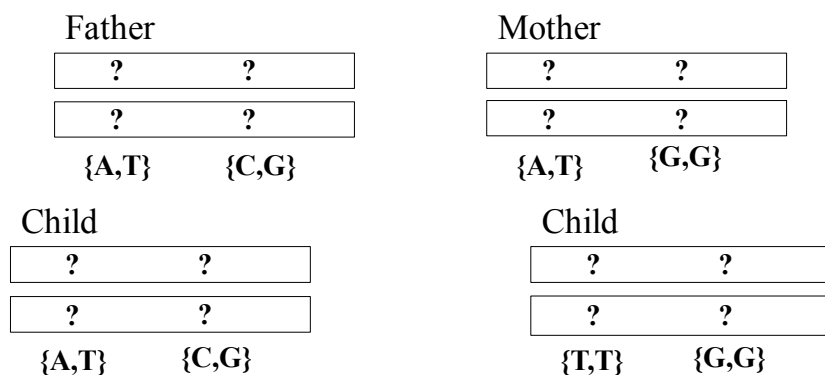 Father
? ?
? ?
{A,T} {C,G}
Mother
? ?
? ?
{A,T} {G,G}
Child
? ?
? ?
{A,T} {C,G}
Child
? ?
? ?
{T,T} {G,G}